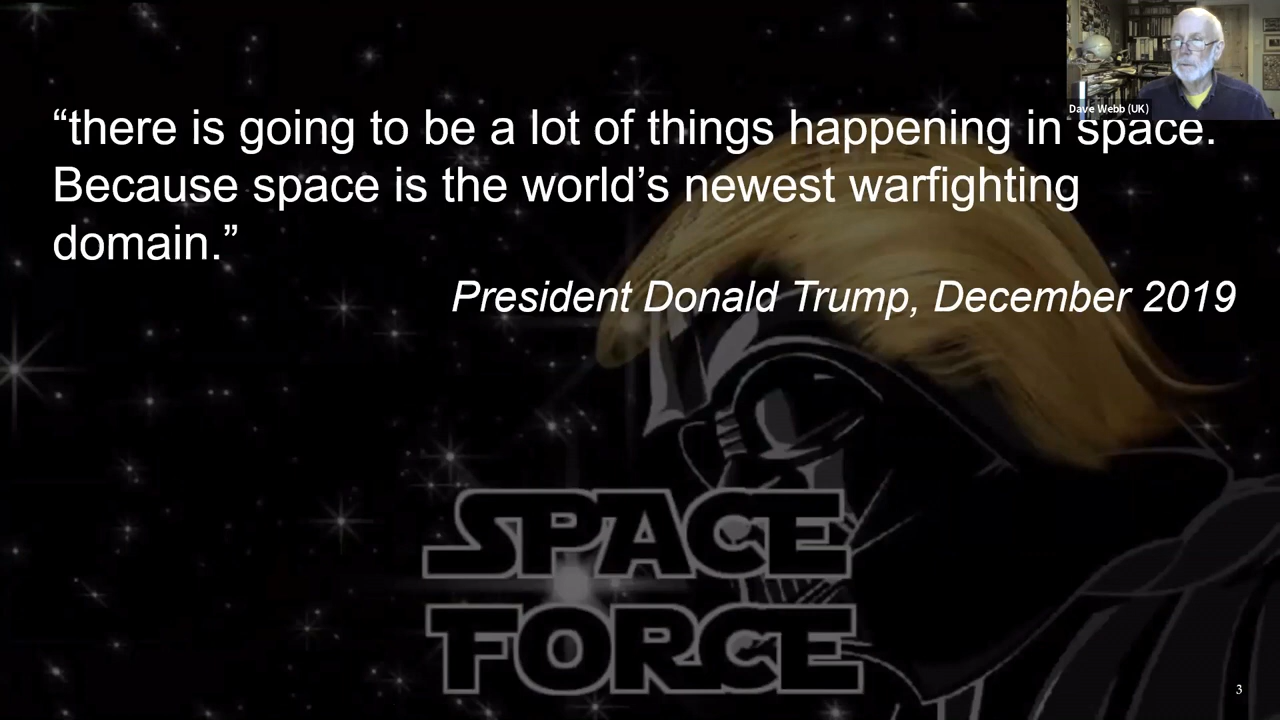 Dave Webb (UK)
“there is going to be a lot of things happening in space.
Because space is the world’s newest warfighting
domain.”
President Donald Trump, December 2019
SPACE
FORCE
3